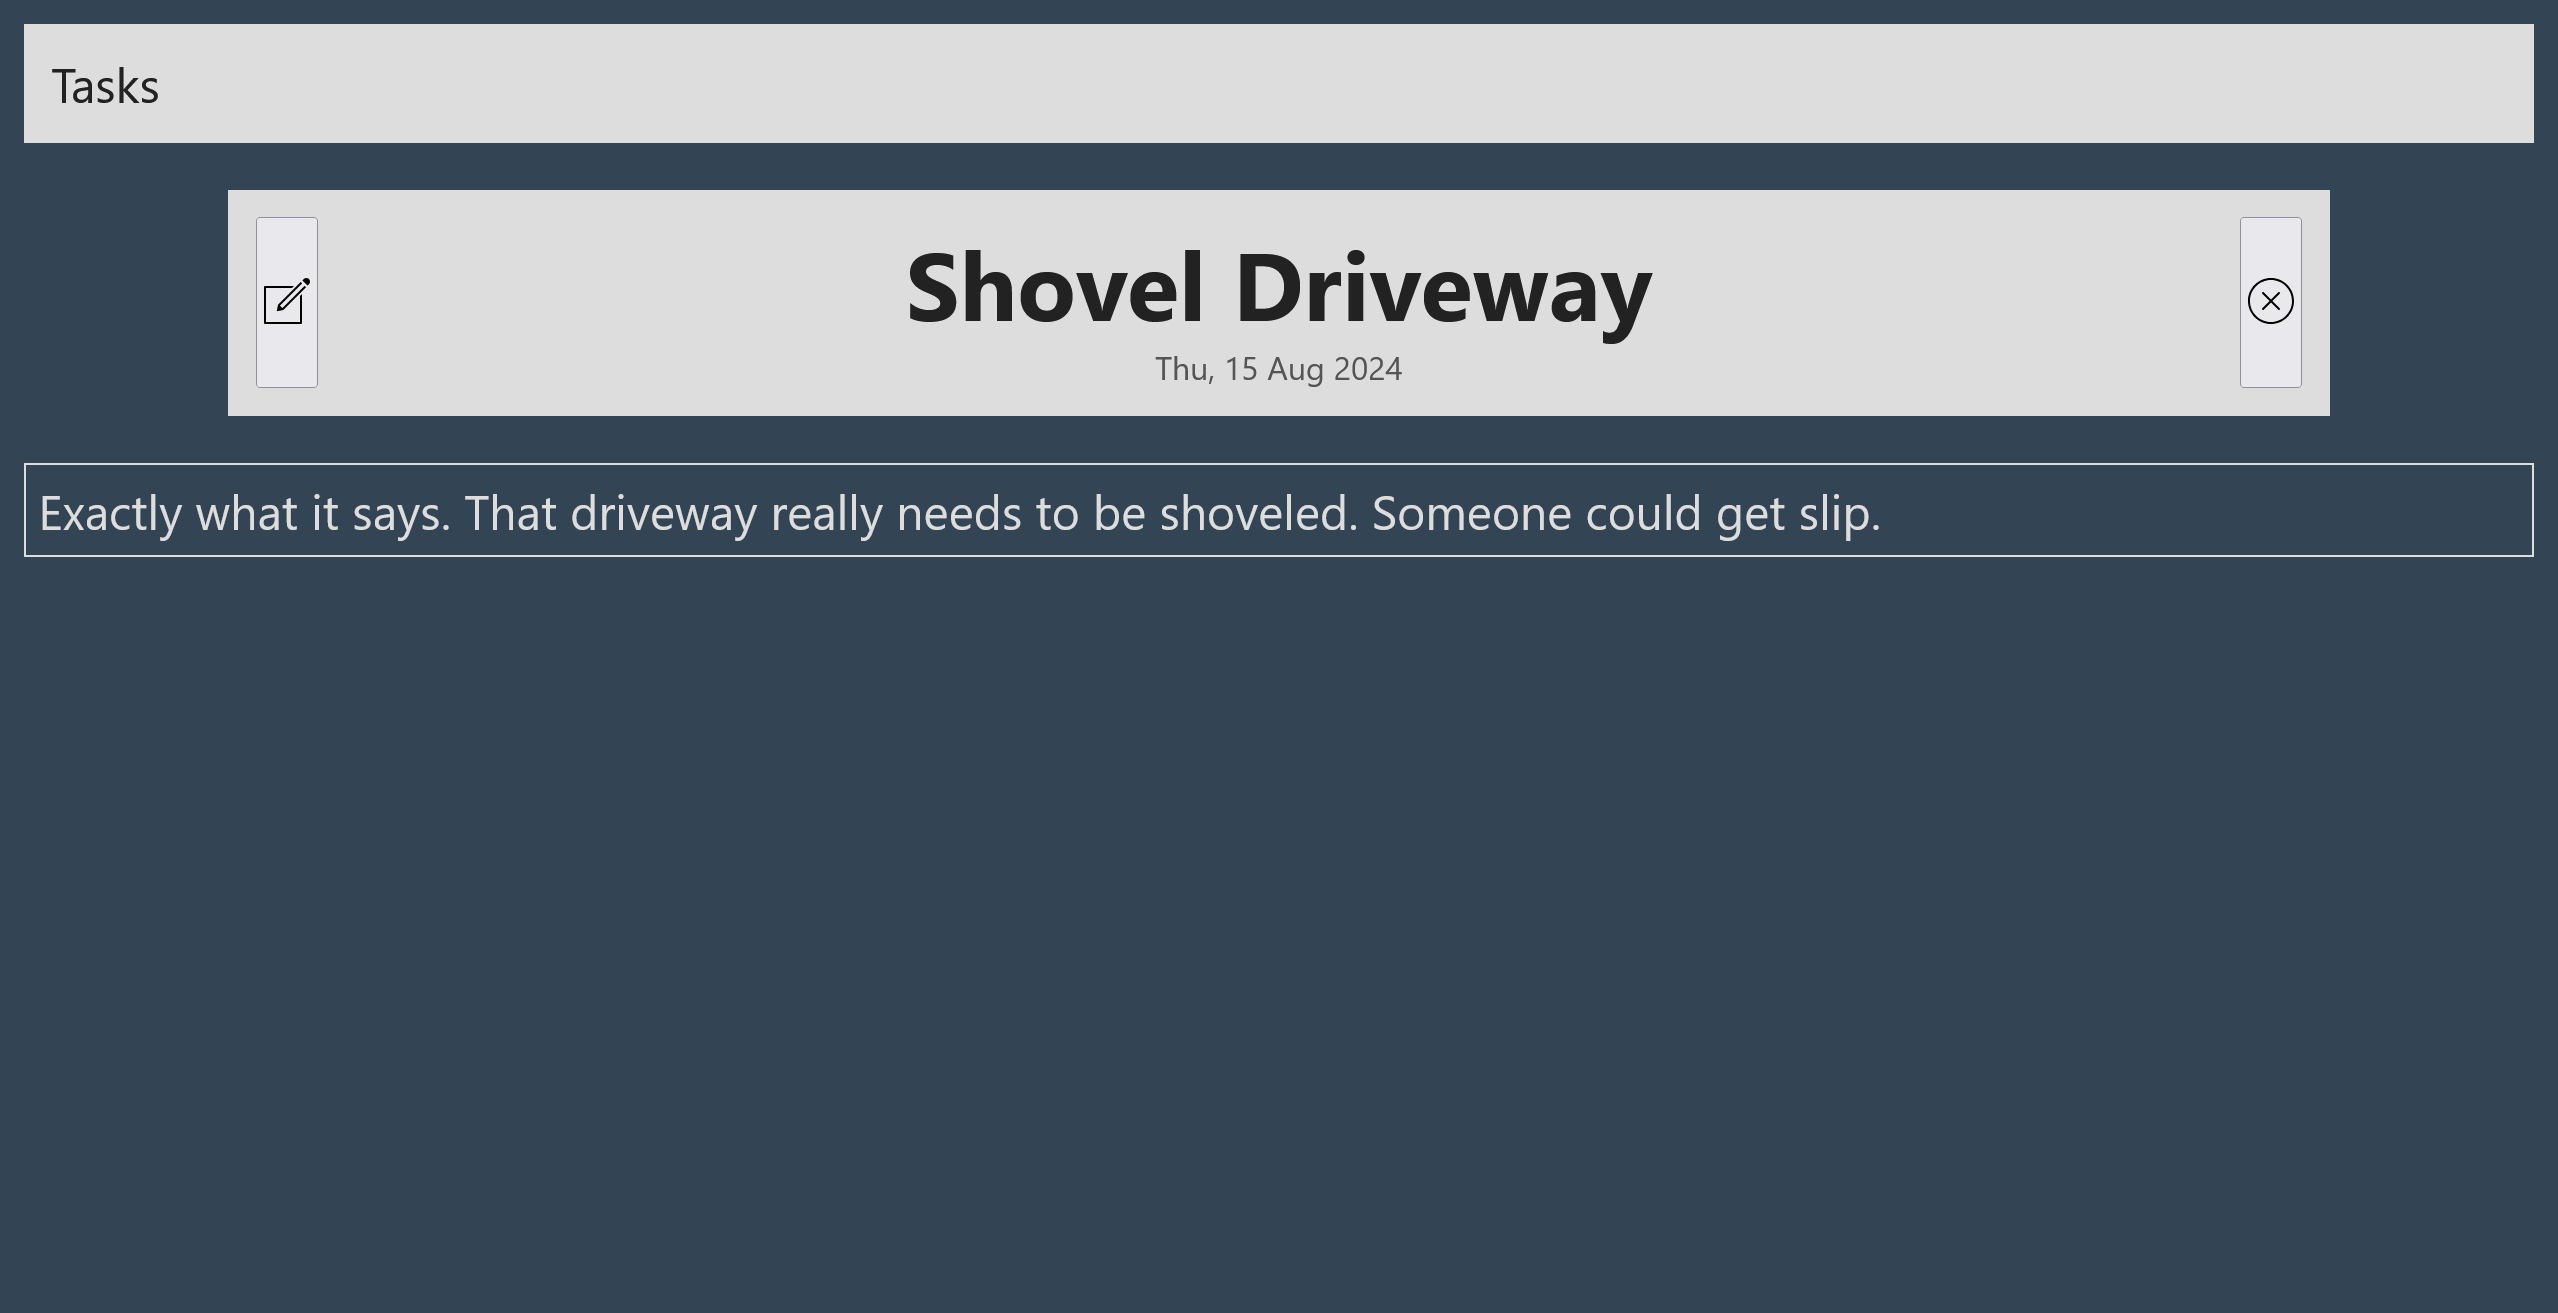 Tasks
Shovel Driveway
Thu, 15 Aug 2024
Exactly what it says. That driveway really needs to be shoveled. Someone could get slip.